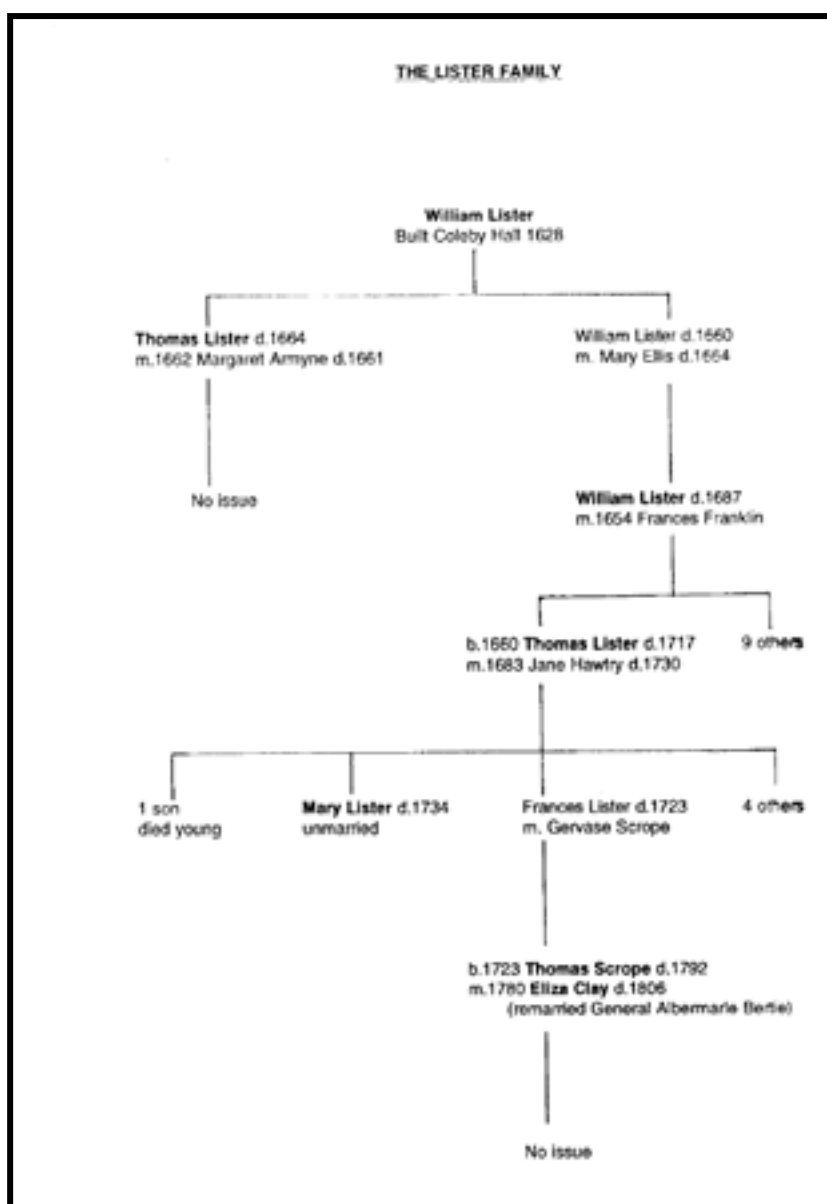 THE LISTER FAMILY
William Lister
Built Coleby Hall 1628
Thomas Lister d.1664
m.1662 Margaret Armyne d.1661
William Lister d.1660
m. Mary Ellis d.1664
No issue
William Lister d.1687
m.1654 Frances Franklin
b.1660 Thomas Lister d.1717
m.1683 Jane Hawtry d.1730
9 others
1 son
died young
Mary Lister d.1734
unmarried
Frances Lister d.1723
m. Gervase Scrope
4 others
b.1723 Thomas Scrope d.1792
m.1780 Eliza Clay d.1806
(remarried General Albermarle Bertie)
No issue